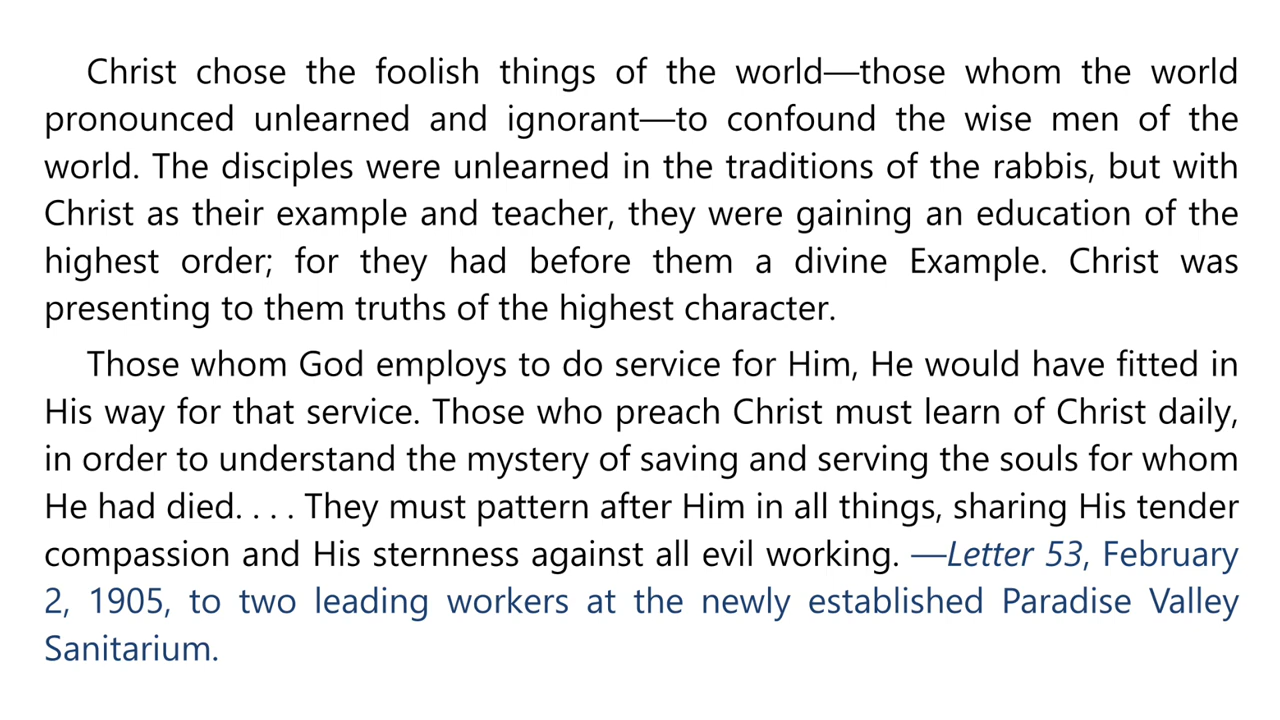 Christ chose the foolish things of the world—those whom the world
pronounced unlearned and ignorant—to confound the wise men of the
world. The disciples were unlearned in the traditions of the rabbis, but with
Christ as their example and teacher, they were gaining an education of the
highest order; for they had before them a divine Example. Christ was
presenting to them truths of the highest character.
Those whom God employs to do service for Him, He would have fitted in
His way for that service. Those who preach Christ must learn of Christ daily,
in order to understand the mystery of saving and serving the souls for whom
He had died. . . . They must pattern after Him in all things, sharing His tender
compassion and His sternness against all evil working. —Letter 53, February
2, 1905, to two leading workers at the newly established Paradise Valley
Sanitarium.